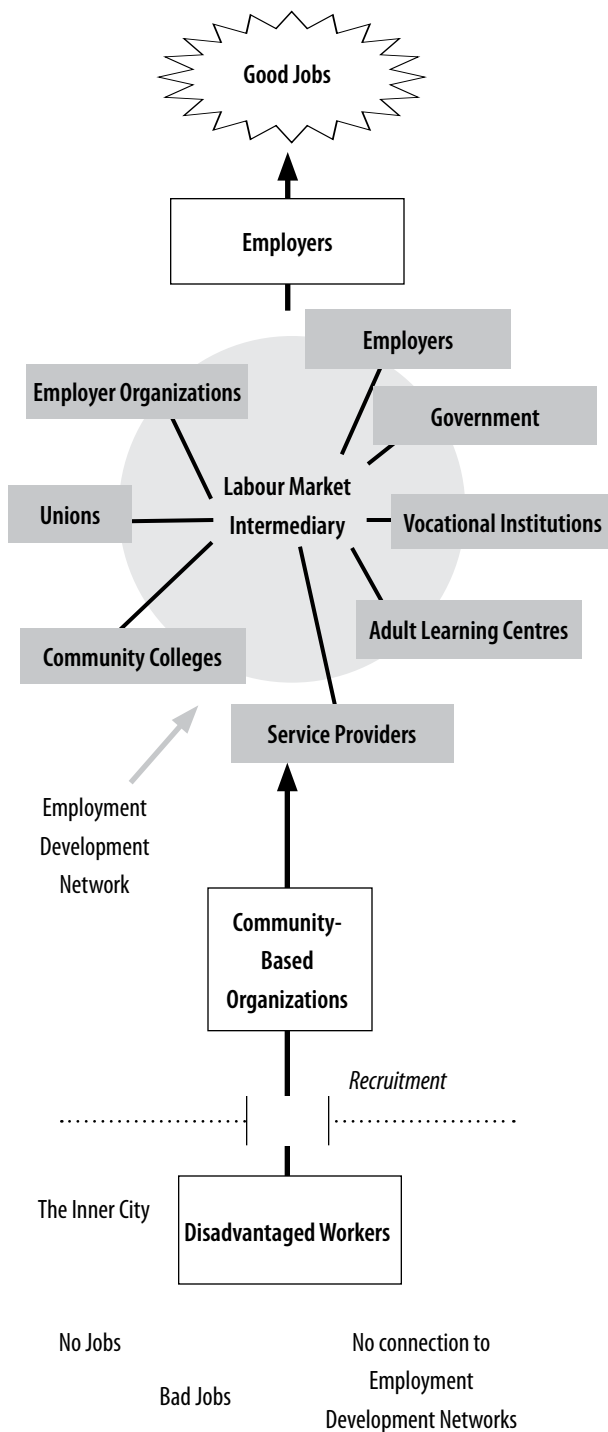 Good Jobs
Employers
Employers
Employer Organizations
Government
Labour Market
Intermediary
Unions
Vocational Institutions
Adult Learning Centres
Community Colleges
Service Providers
Employment
Development
Network
Community-
Based
Organizations
Recruitment
The Inner City
Disadvantaged Workers
No Jobs
Bad Jobs
No connection to
Employment
Development Networks